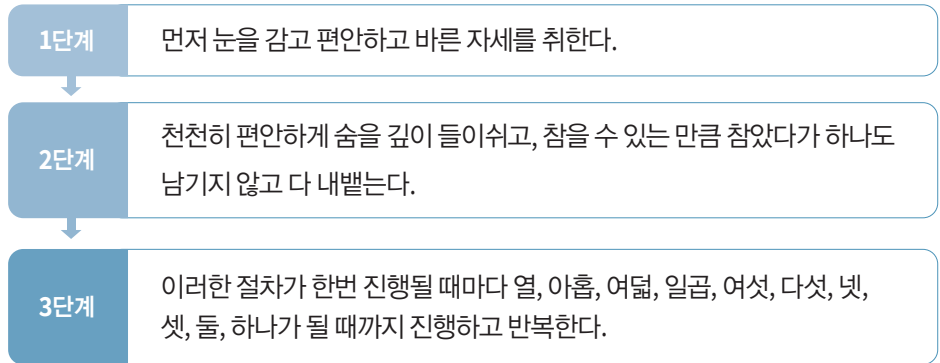 1단계
먼저 눈을 감고 편안하고 바른 자세를 취한다.
2단계
천천히 편안하게 숨을 깊이 들이쉬고, 참을 수 있는 만큼 참았다가 하나도
남기지 않고 다 내뱉는다.
3단계
이러한 절차가 한번 진행될 때마다 열, 아홉, 여덟, 일곱, 여섯, 다섯, 넷,
셋, 둘, 하나가 될 때까지 진행하고 반복한다.